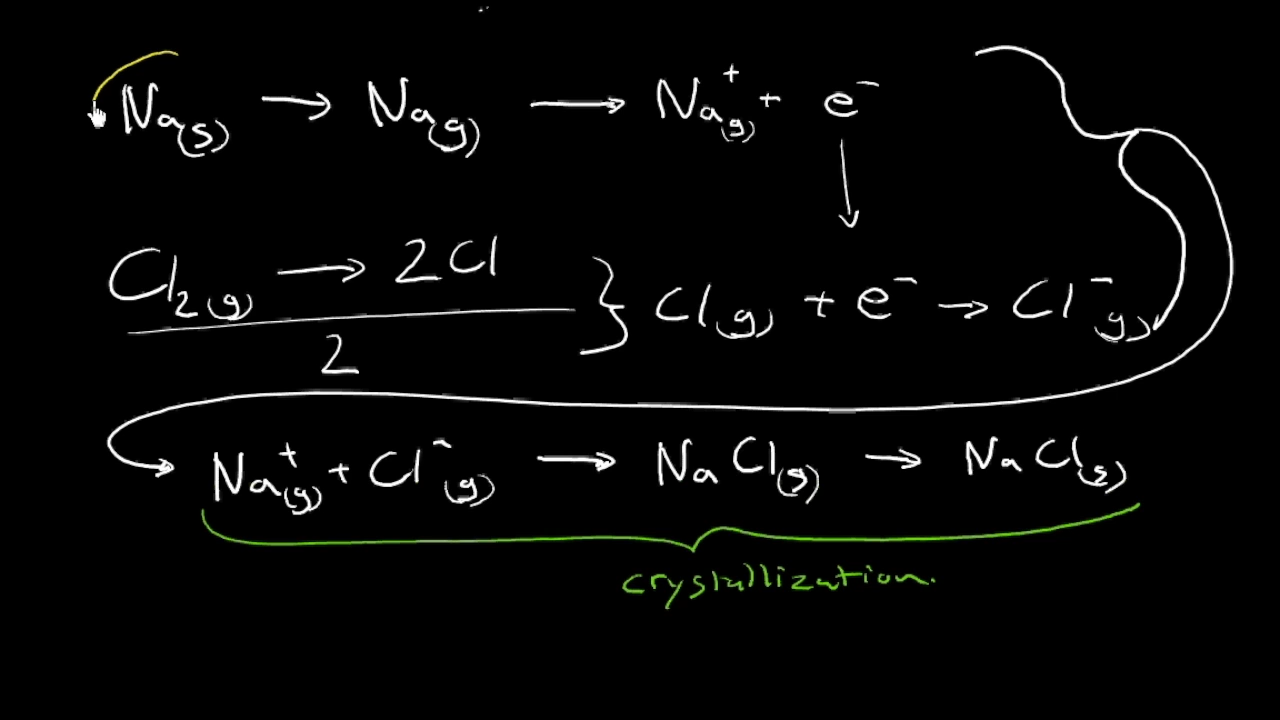 Na(s) → Na(g) → Na⁺(g) + e⁻
Cl₂(g) → 2Cl
2
} Cl(g) + e⁻ → Cl⁻(g)
Na⁺(g) + Cl⁻(g) → NaCl(g) → NaCl(s)
crystallization.